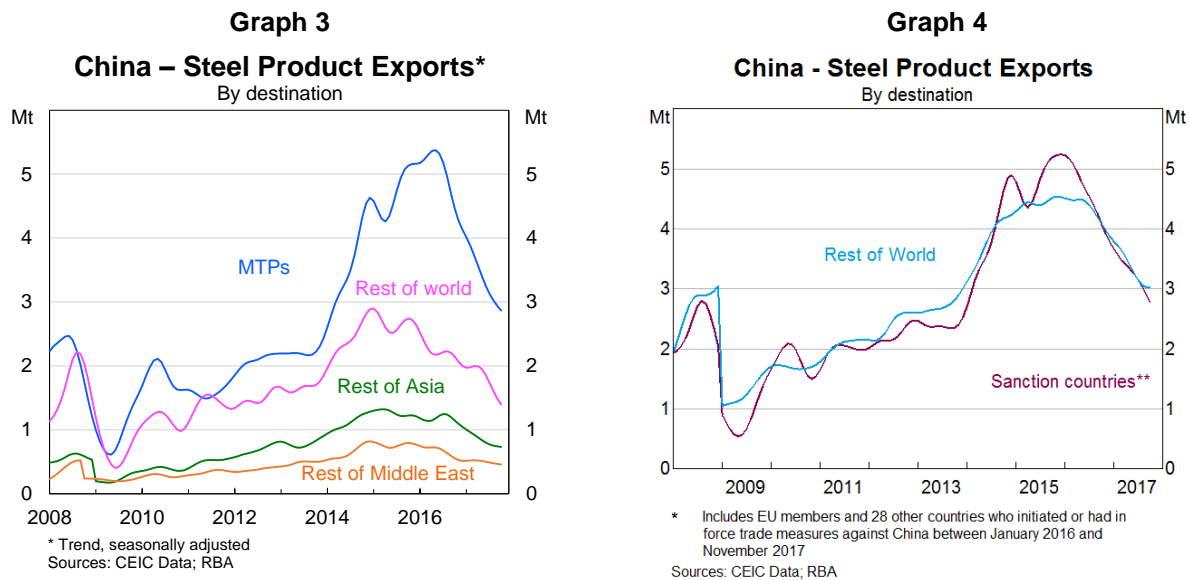 Graph 3
China – Steel Product Exports*
By destination
Mt Mt
5 5
4 4
3 3
2 2
1 1
0 0
MTPs
Rest of world
Rest of Asia
Rest of Middle East
2008 2010 2012 2014 2016
* Trend, seasonally adjusted
Sources: CEIC Data; RBA
Graph 4
China - Steel Product Exports
By destination
Mt Mt
5 5
4 4
3 3
2 2
1 1
0 0
Rest of World
Sanction countries**
2009 2011 2013 2015 2017
* Includes EU members and 28 other countries who initiated or had in
force trade measures against China between January 2016 and
November 2017
Sources: CEIC Data; RBA